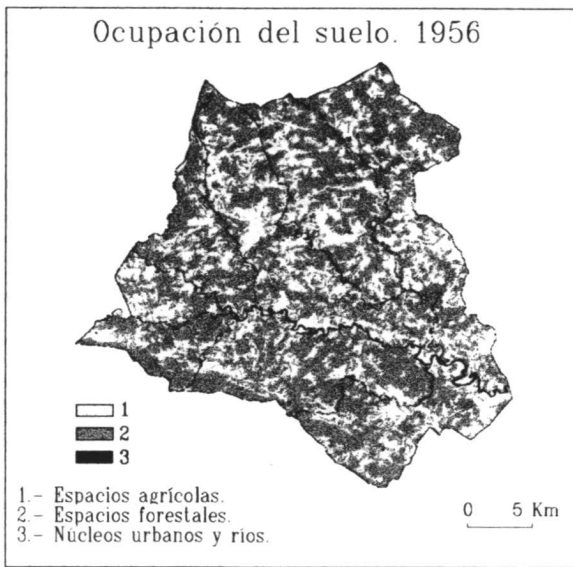 Ocupación del suelo. 1956
1
2
3
1.- Espacios agrícolas.
2.- Espacios forestales.
3.- Núcleos urbanos y ríos.
0 5 Km